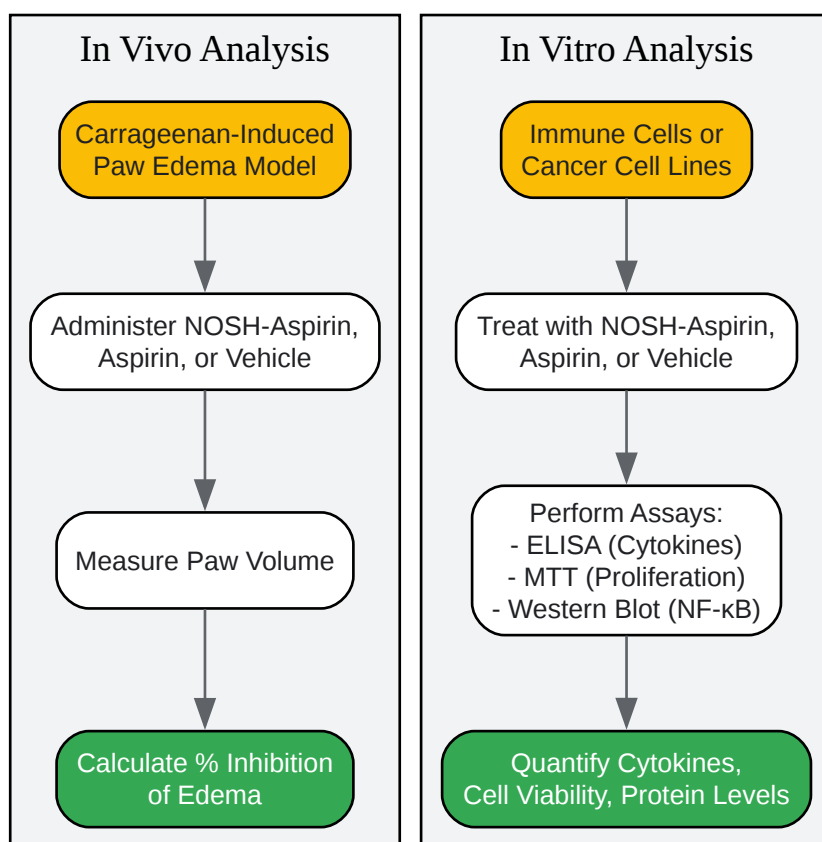 In Vivo Analysis
Carrageenan-Induced
Paw Edema Model
Administer NOSH-Aspirin,
Aspirin, or Vehicle
Measure Paw Volume
Calculate % Inhibition
of Edema
In Vitro Analysis
Immune Cells or
Cancer Cell Lines
Treat with NOSH-Aspirin,
Aspirin, or Vehicle
Perform Assays:
- ELISA (Cytokines)
- MTT (Proliferation)
- Western Blot (NF-κB)
Quantify Cytokines,
Cell Viability, Protein Levels